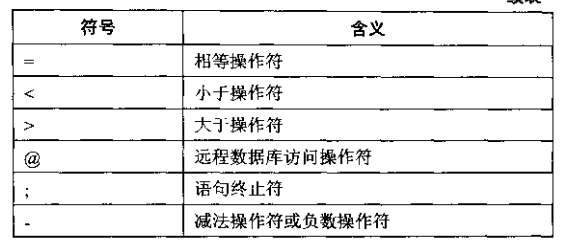 符号 含义
= 相等操作符
< 小于操作符
> 大于操作符
@ 远程数据库访问操作符
; 语句终止符
- 减法操作符或负数操作符